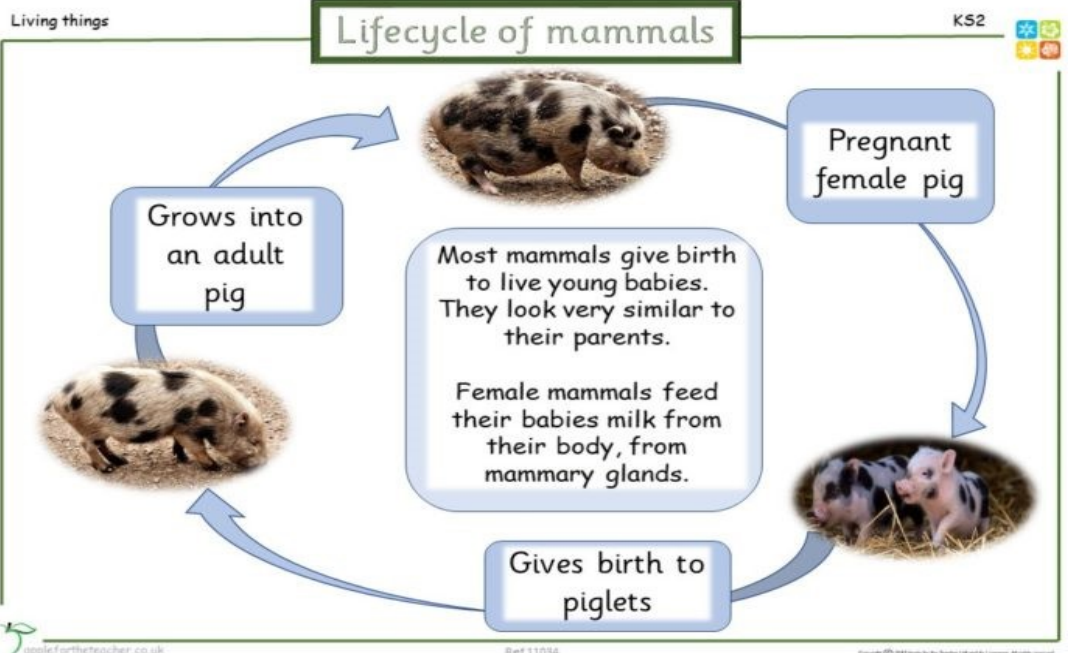 Living things
Lifecycle of mammals
KS2
Pregnant
female pig
Grows into
an adult
pig
Most mammals give birth
to live young babies.
They look very similar to
their parents.
Female mammals feed
their babies milk from
their body, from
mammary glands.
Gives birth to
piglets
applefortheteacher.co.uk
Ref 11034